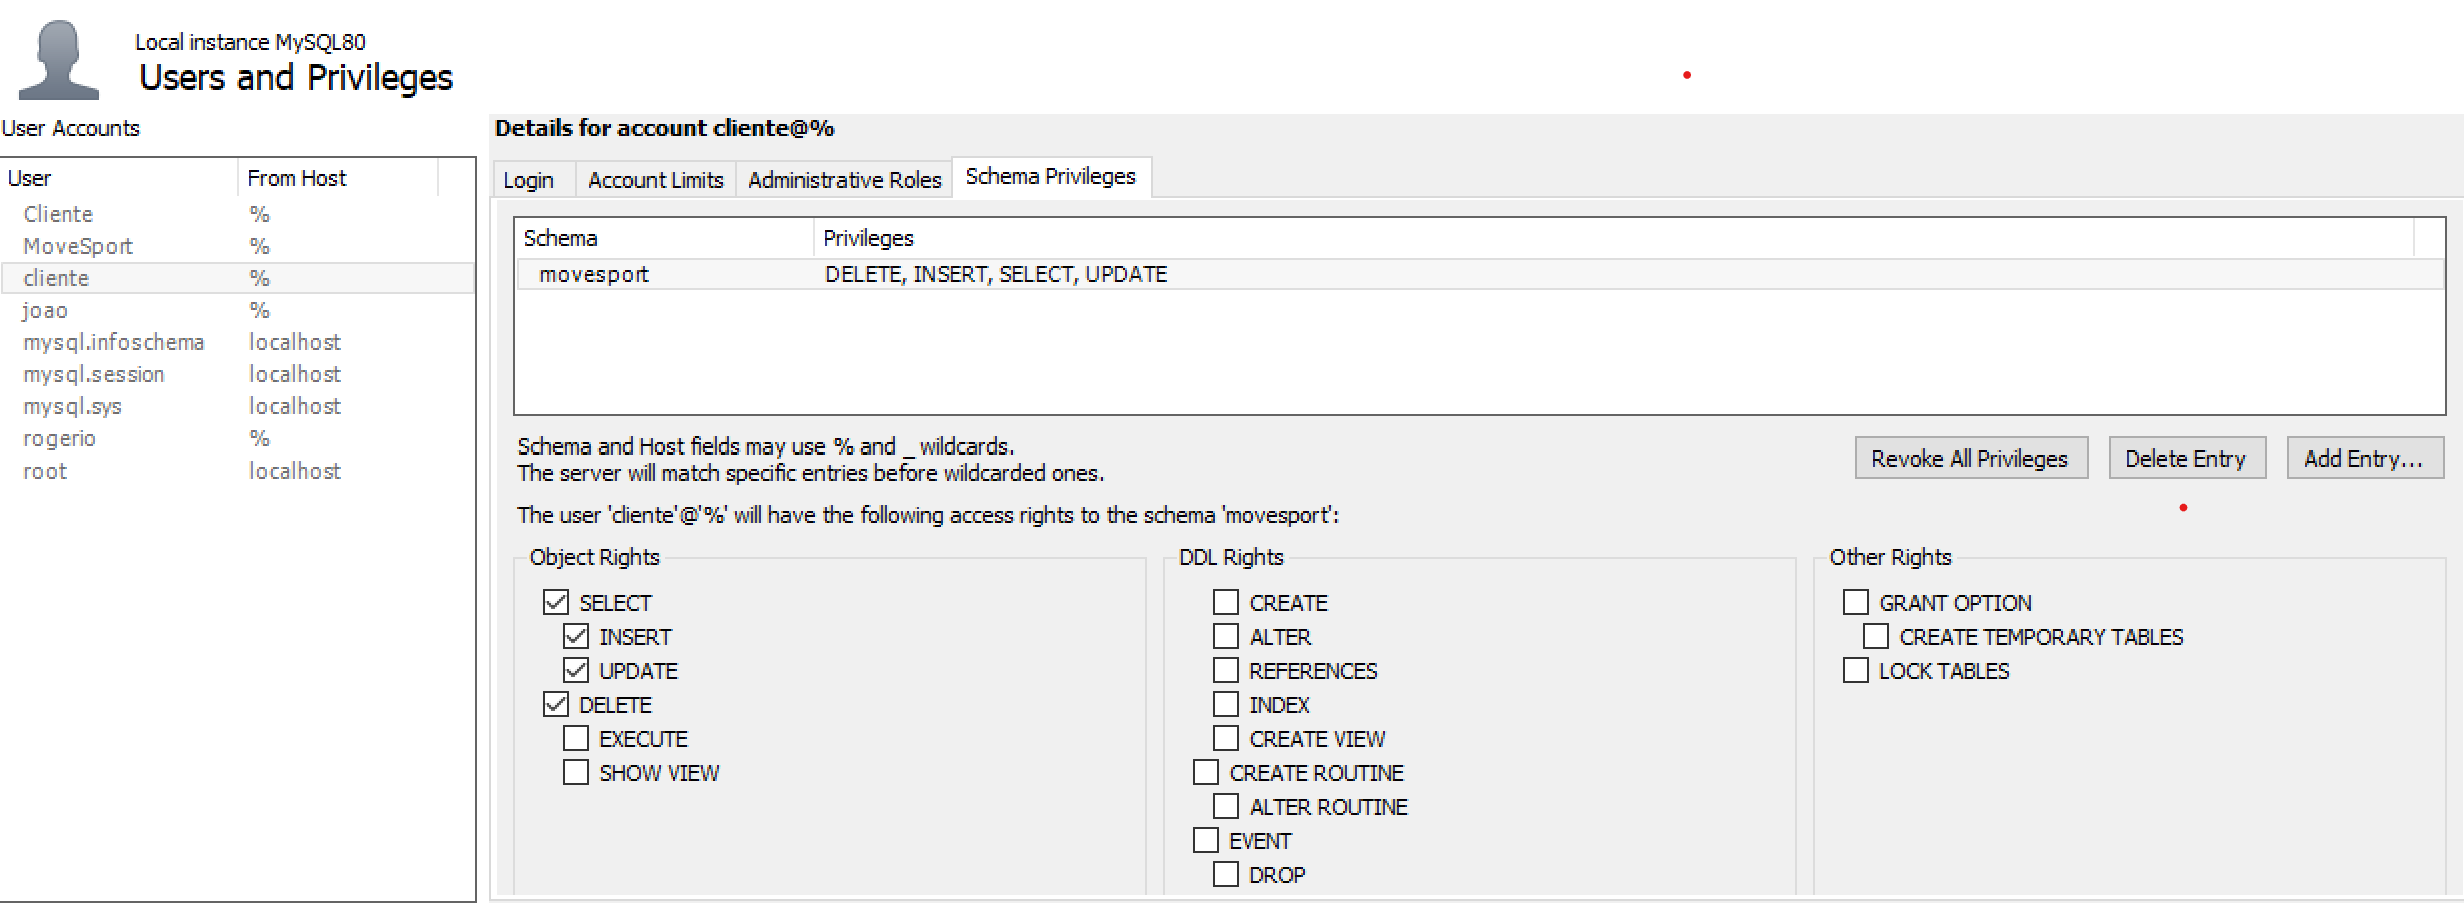 Local instance MySQL80
Users and Privileges
User Accounts
User From Host
Cliente %
MoveSport %
cliente %
joao %
mysql.infoschema localhost
mysql.session localhost
mysql.sys localhost
rogerio %
root localhost
Details for account cliente@%
Login Account Limits Administrative Roles Schema Privileges
Schema Privileges
movesport DELETE, INSERT, SELECT, UPDATE
Schema and Host fields may use % and _ wildcards.
The server will match specific entries before wildcarded ones.
Revoke All Privileges Delete Entry Add Entry...
The user 'cliente'@'%' will have the following access rights to the schema 'movesport':
Object Rights
SELECT
INSERT
UPDATE
DELETE
EXECUTE
SHOW VIEW
DDL Rights
CREATE
ALTER
REFERENCES
INDEX
CREATE VIEW
CREATE ROUTINE
ALTER ROUTINE
EVENT
DROP
Other Rights
GRANT OPTION
CREATE TEMPORARY TABLES
LOCK TABLES